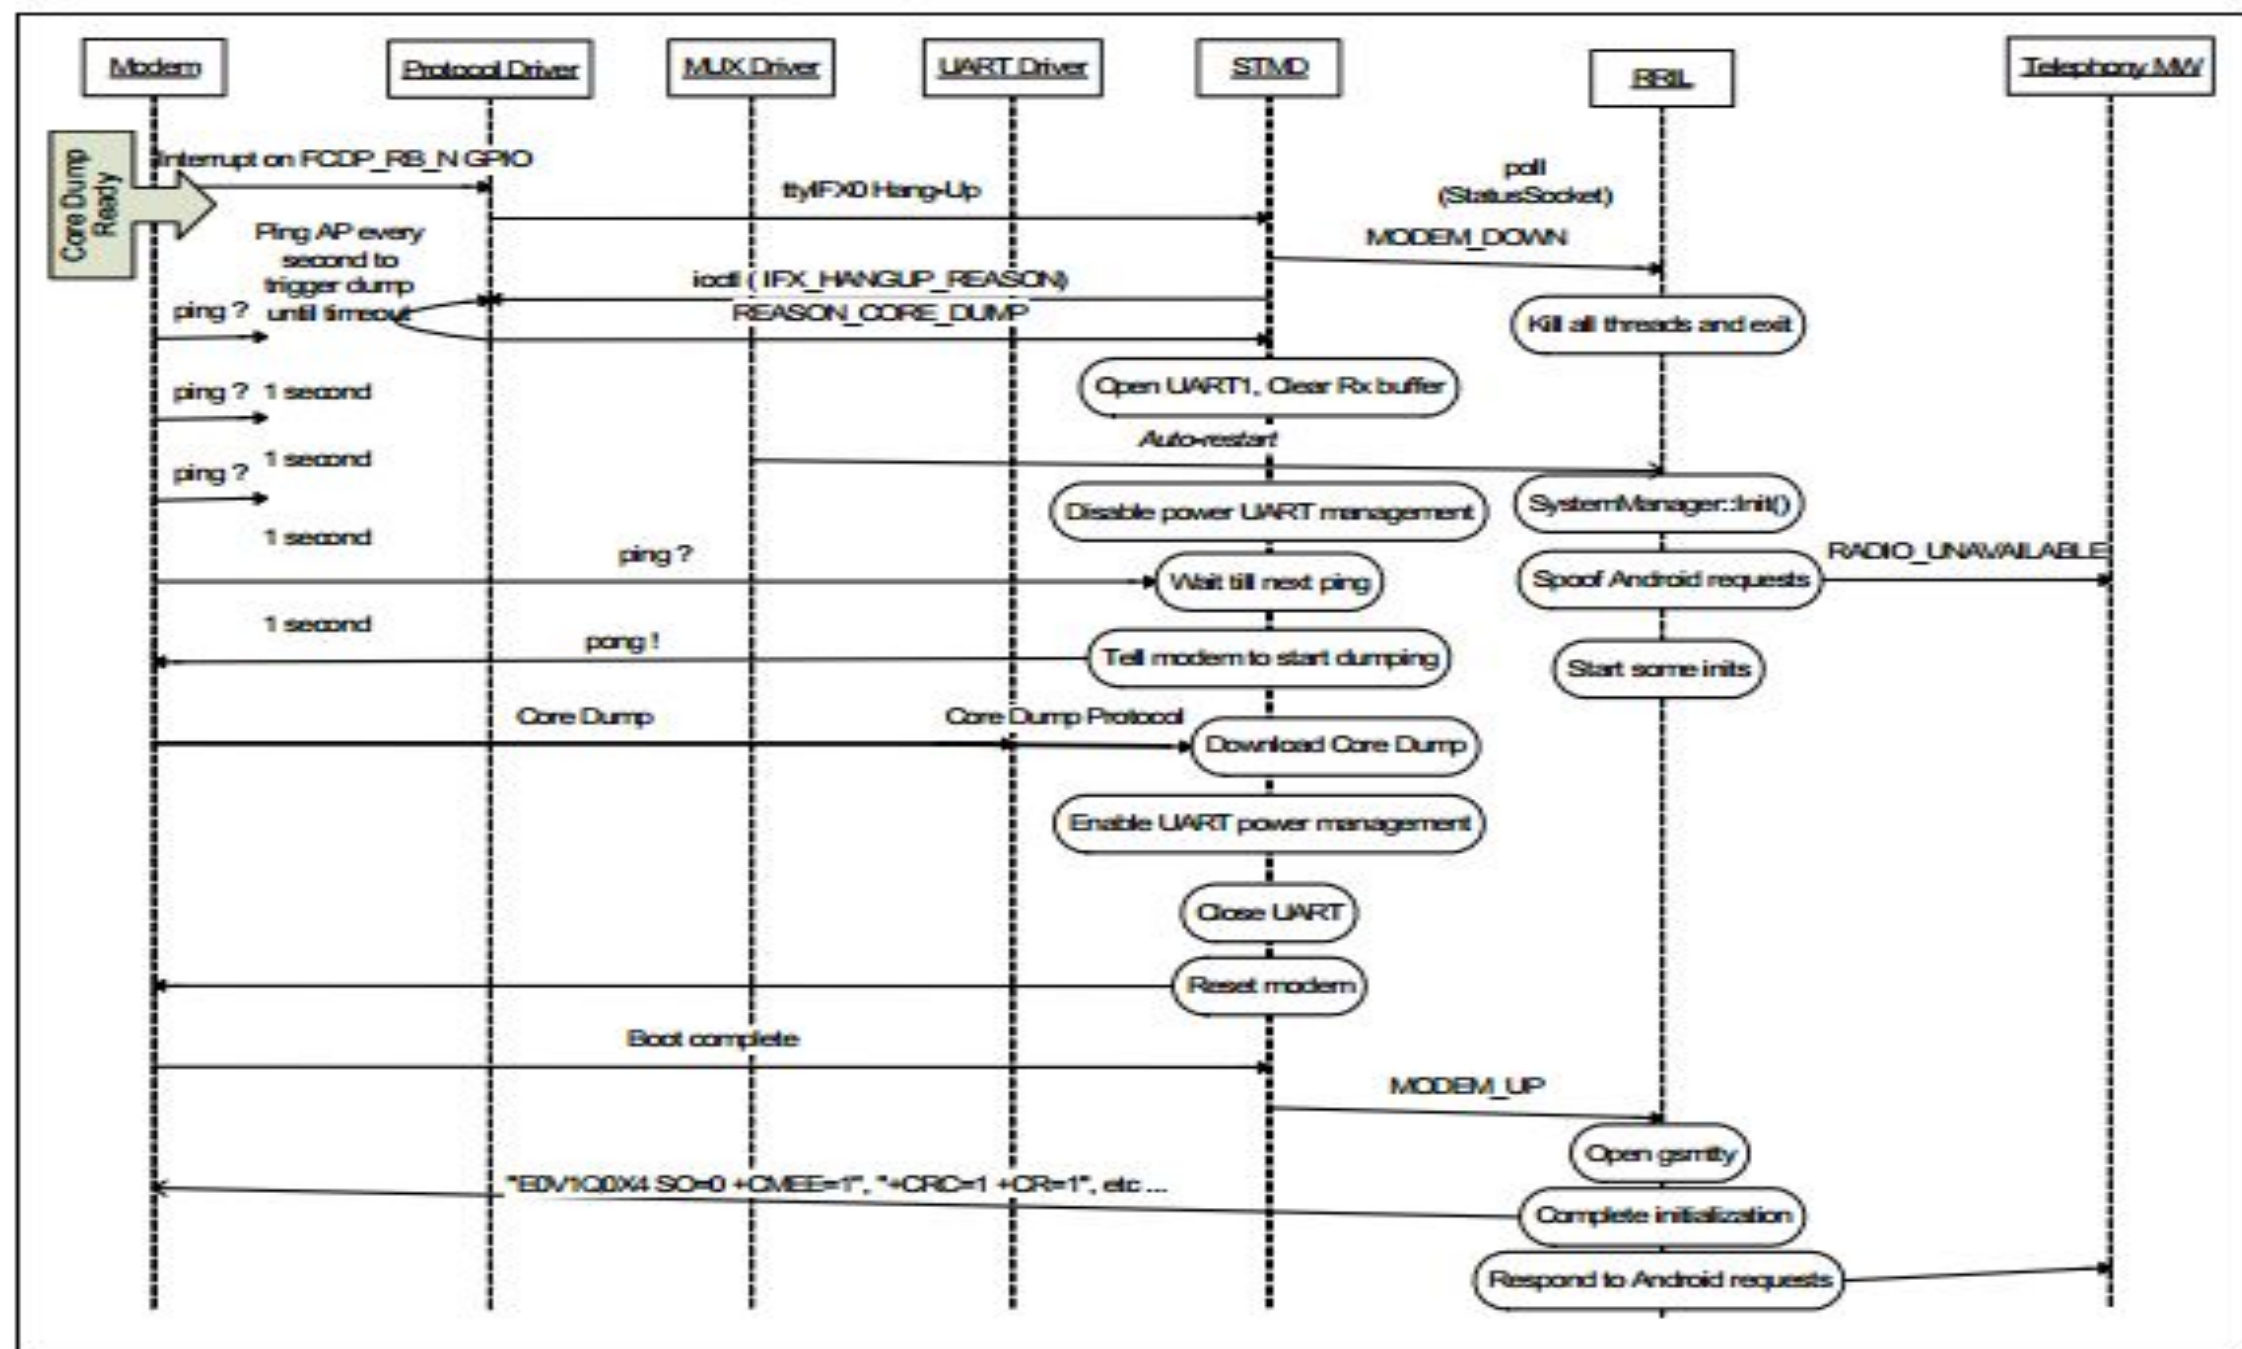 Modem
Protocol Driver
MUX Driver
UART Driver
STMD
RRIL
Telephony MW
Core Dump
Ready
Interrupt on FCDP_RB_N GPIO
ttyIFX0 Hang-Up
poll
(StatusSocket)
MODEM_DOWN
Ping AP every
second to
trigger dump
until timeout
ioctl ( IFX_HANGUP_REASON)
REASON_CORE_DUMP
ping ?
Kill all threads and exit
Open UART1, Clear Rx buffer
ping ?
1 second
Auto-restart
ping ?
1 second
SystemManager::Init()
Disable power UART management
1 second
ping ?
Wait till next ping
Spoof Android requests
RADIO_UNAVAILABLE
1 second
pong !
Tell modem to start dumping
Start some inits
Core Dump
Core Dump Protocol
Download Core Dump
Enable UART power management
Close UART
Reset modem
Boot complete
MODEM_UP
Open gsmtty
"E0V1Q0X4 SO=0 +CMEE=1", "+CRC=1 +CR=1", etc ...
Complete initialization
Respond to Android requests